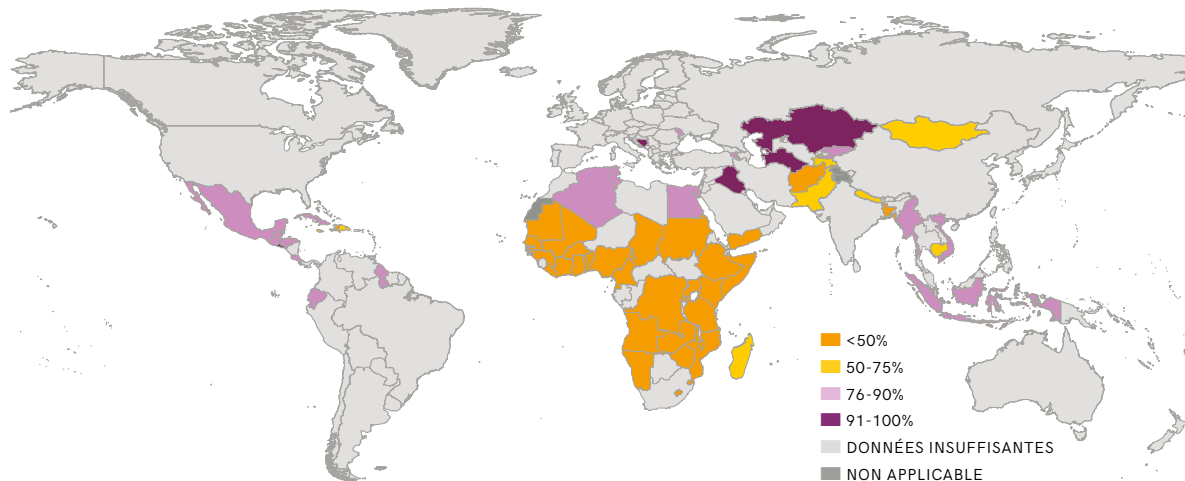 <50%
50-75%
76-90%
91-100%
DONNÉES INSUFFISANTES
NON APPLICABLE